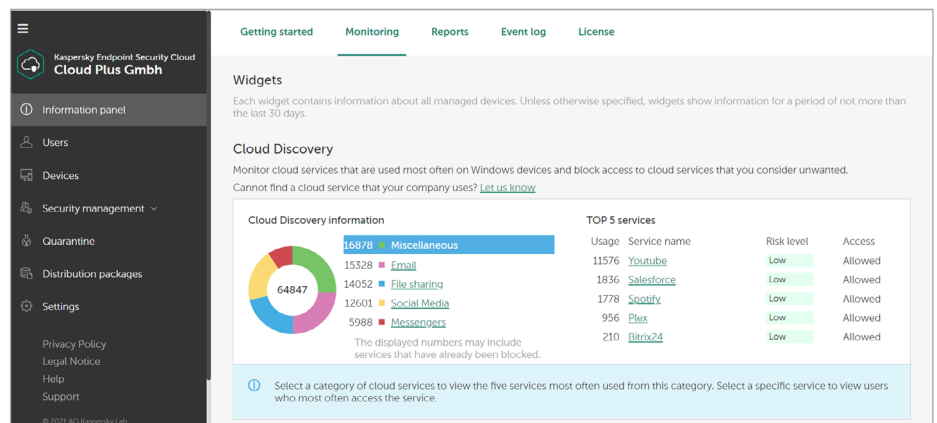 Kaspersky Endpoint Security Cloud
Cloud Plus Gmbh
Information panel
Users
Devices
Security management
Quarantine
Distribution packages
Settings
Privacy Policy
Legal Notice
Help
Support
© 2021 AO Kaspersky Lab
Getting started Monitoring Reports Event log License
Widgets
Each widget contains information about all managed devices. Unless otherwise specified, widgets show information for a period of not more than
the last 30 days.
Cloud Discovery
Monitor cloud services that are used most often on Windows devices and block access to cloud services that you consider unwanted.
Cannot find a cloud service that your company uses? Let us know
Cloud Discovery information
64847
16878 Miscellaneous
15328 Email
14052 File sharing
12601 Social Media
5988 Messengers
The displayed numbers may include
services that have already been blocked.
TOP 5 services
Usage Service name Risk level Access
11576 Youtube Low Allowed
1836 Salesforce Low Allowed
1778 Spotify Low Allowed
956 Plex Low Allowed
210 Bitrix24 Low Allowed
Select a category of cloud services to view the five services most often used from this category. Select a specific service to view users
who most often access the service.